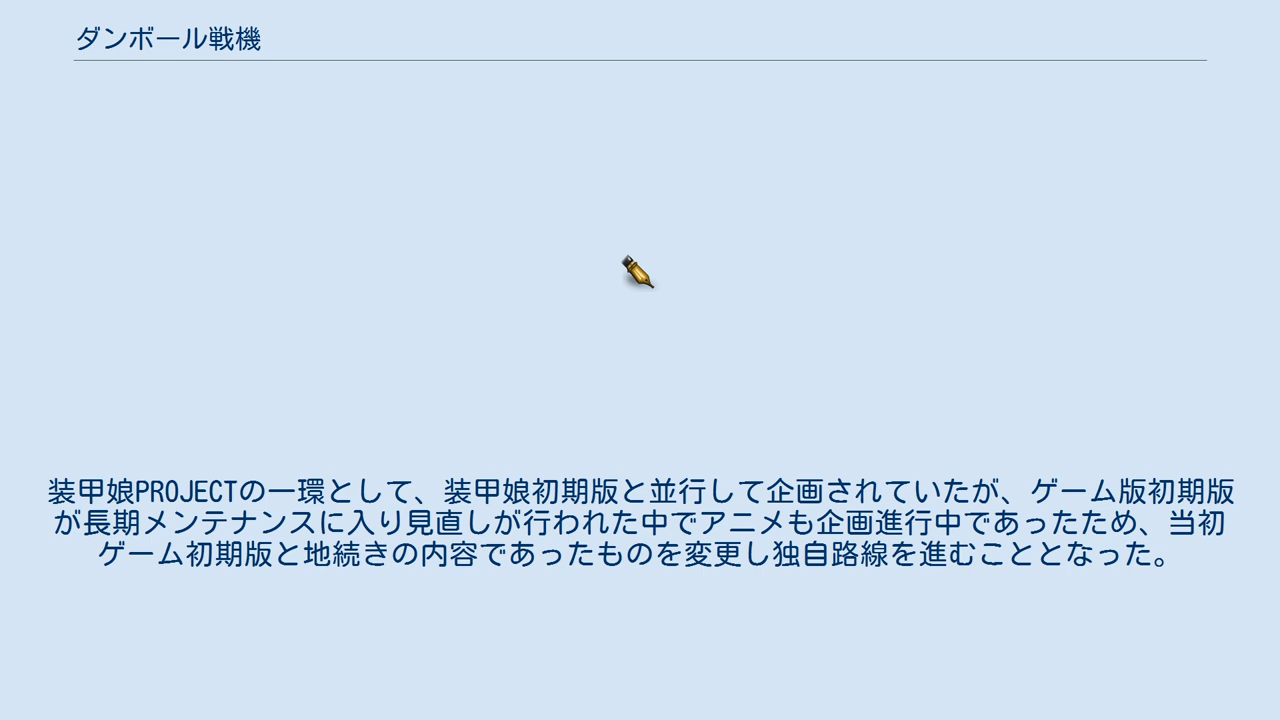 ダンボール戦機
装甲娘PROJECTの一環として、装甲娘初期版と並行して企画されていたが、ゲーム版初期版
が長期メンテナンスに入り見直しが行われた中でアニメも企画進行中であったため、当初
ゲーム初期版と地続きの内容であったものを変更し独自路線を進むこととなった。